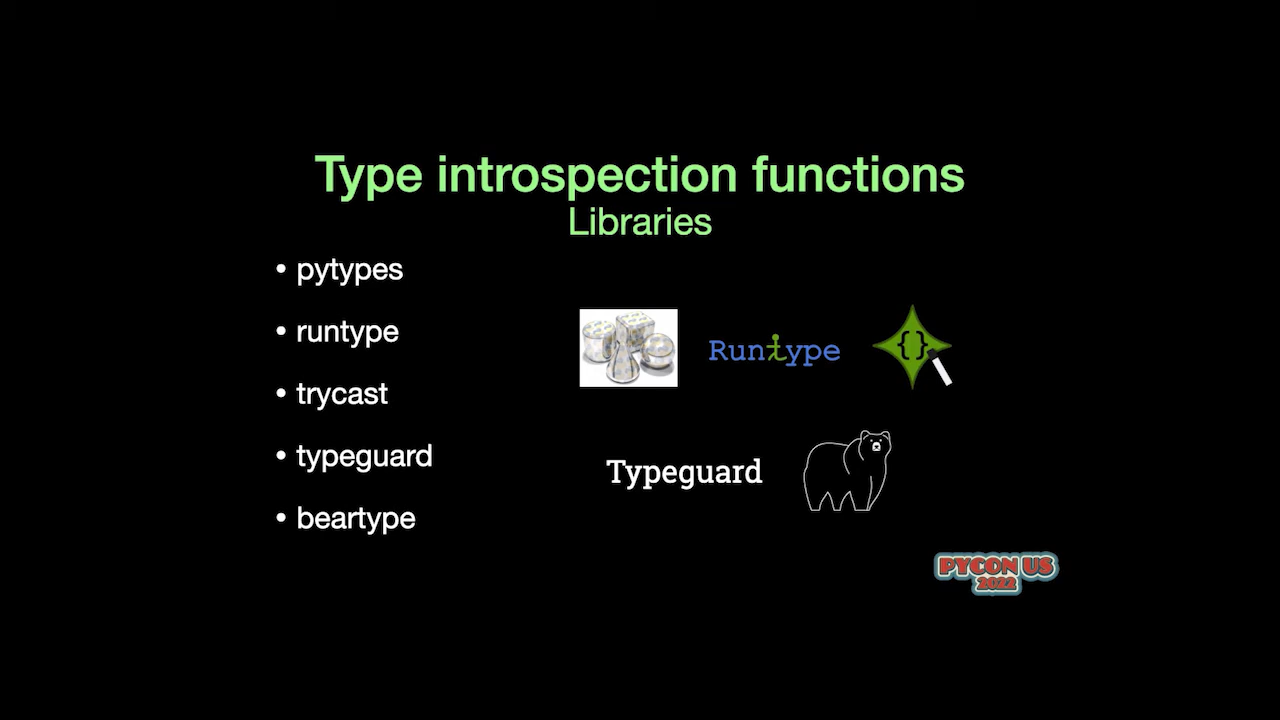 Type introspection functions
Libraries
• pytypes
• runtype
• trycast
• typeguard
• beartype
Runtype
{}
Typeguard
PYCON US
2022